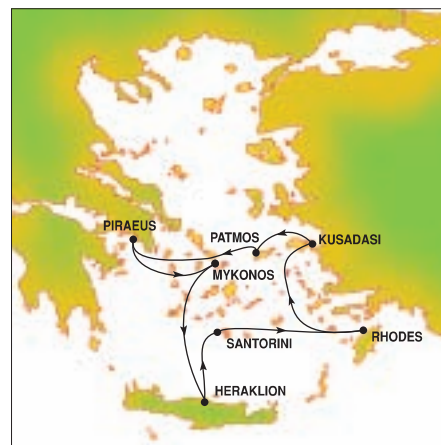 PIRAEUS
PATMOS
KUSADASI
MYKONOS
SANTORINI
RHODES
HERAKLION